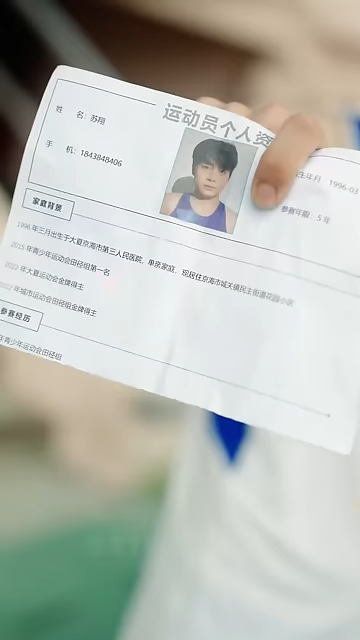 运动员个人资
姓 名：苏翔
生年月 1996-03
手 机：1843848406
参赛年限 5年
家庭背景
1996年三月出生于大夏京海市第三人民医院，单亲家庭，现居住京海市城关镇民主街道花园小区
2015年青少年运动会田径组第一名
2022年大夏运动会金牌得主
2022年城市运动会田径组金牌得主
参赛经历
年青少年运动会田径组